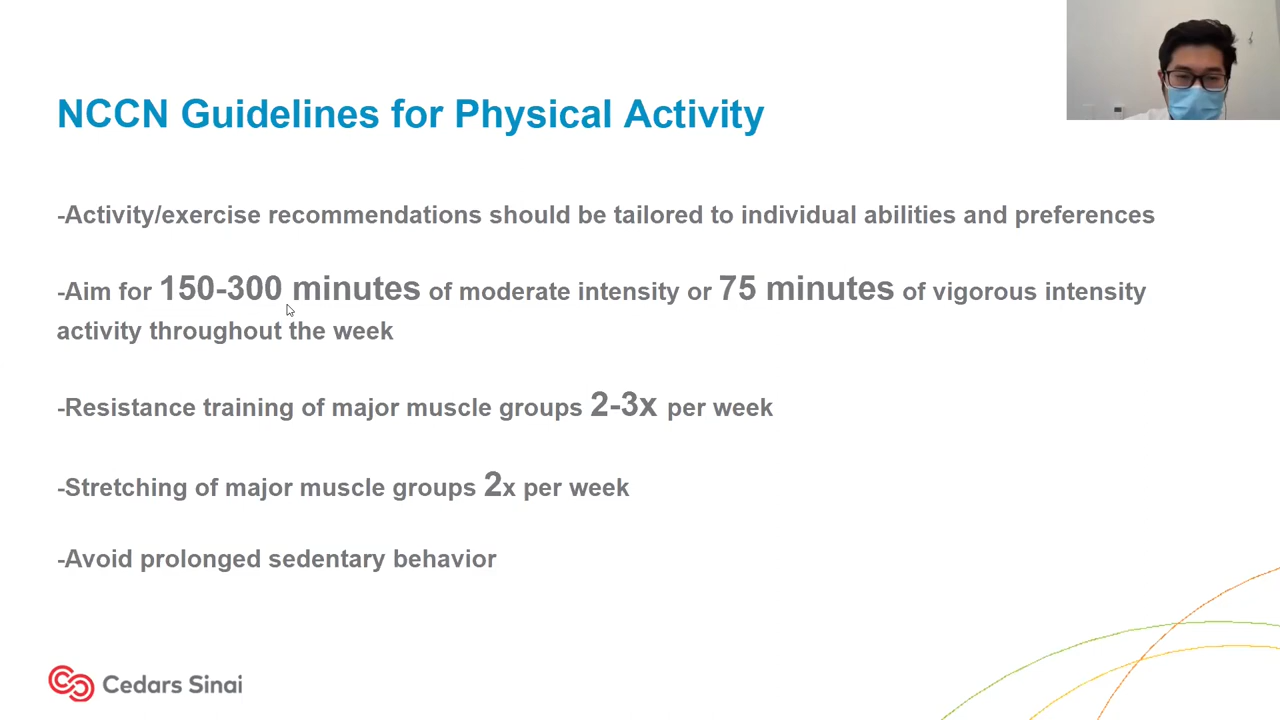 NCCN Guidelines for Physical Activity
-Activity/exercise recommendations should be tailored to individual abilities and preferences
-Aim for 150-300 minutes of moderate intensity or 75 minutes of vigorous intensity
activity throughout the week
-Resistance training of major muscle groups 2-3x per week
-Stretching of major muscle groups 2x per week
-Avoid prolonged sedentary behavior
Cedars Sinai